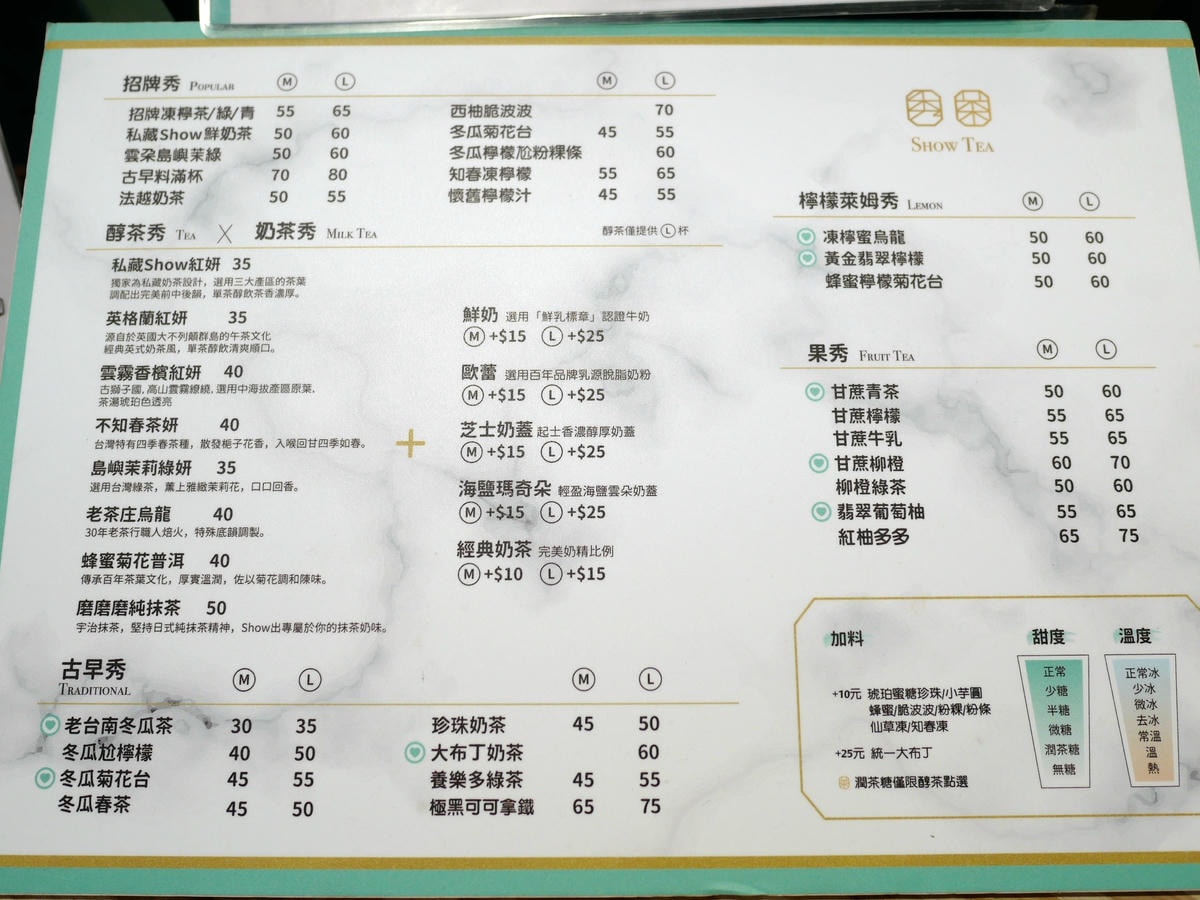 招牌秀 POPULAR M L M L
招牌凍檸茶/綠/青 55 65
私藏Show鮮奶茶 50 60
雲朵島嶼茉綠 50 60
古早料滿杯 70 80
法越奶茶 50 55
西柚脆波波 70
冬瓜菊花台 45 55
冬瓜檸檬尬粉粿條 60
知春凍檸檬 55 65
懷舊檸檬汁 45 55
醇茶秀 TEA X 奶茶秀 MILK TEA 醇茶僅提供L杯
私藏Show紅妍 35
獨家為私藏奶茶設計，選用三大產區的茶葉
調配出完美前中後韻，單茶醇飲茶香濃厚。
英格蘭紅妍 35
源自於英國大不列顛群島的午茶文化
經典英式奶茶風，單茶醇飲清爽順口。
雲霧香檳紅妍 40
古獅子國, 高山雲霧繚繞, 選用中海拔產區原葉,
茶湯琥珀色透亮
不知春茶妍 40
台灣特有四季春茶種，散發梔子花香，入喉回甘四季如春。
島嶼茉莉綠妍 35
選用台灣綠茶，薰上雅緻茉莉花，口口回香。
老茶庄烏龍 40
30年老茶行職人焙火，特殊底韻調製。
蜂蜜菊花普洱 40
傳承百年茶葉文化，厚實溫潤，佐以菊花調和陳味。
磨磨磨純抹茶 50
宇治抹茶，堅持日式純抹茶精神，Show出專屬於你的抹茶奶味。
+
鮮奶 選用「鮮乳標章」認證牛奶
M +$15 L +$25
歐蕾 選用百年品牌乳源脫脂奶粉
M +$15 L +$25
芝士奶蓋 起士香濃醇厚奶蓋
M +$15 L +$25
海鹽瑪奇朵 輕盈海鹽雲朵奶蓋
M +$15 L +$25
經典奶茶 完美奶精比例
M +$10 L +$15
古早秀 M L M L
TRADITIONAL
老台南冬瓜茶 30 35
冬瓜尬檸檬 40 50
冬瓜菊花台 45 55
冬瓜春茶 45 50
珍珠奶茶 45 50
大布丁奶茶 60
養樂多綠茶 45 55
極黑可可拿鐵 65 75
SHOW TEA
檸檬萊姆秀 LEMON M L
凍檸蜜烏龍 50 60
黃金翡翠檸檬 50 60
蜂蜜檸檬菊花台 50 60
果秀 FRUIT TEA M L
甘蔗青茶 50 60
甘蔗檸檬 55 65
甘蔗牛乳 55 65
甘蔗柳橙 60 70
柳橙綠茶 50 60
翡翠葡萄柚 55 65
紅柚多多 65 75
加料
+10元 琥珀蜜糖珍珠/小芋圓
蜂蜜/脆波波/粉粿/粉條
仙草凍/知春凍
+25元 統一大布丁
潤茶糖僅限醇茶點選
甜度
正常
少糖
半糖
微糖
潤茶糖
無糖
溫度
正常冰
少冰
微冰
去冰
常溫
溫
熱